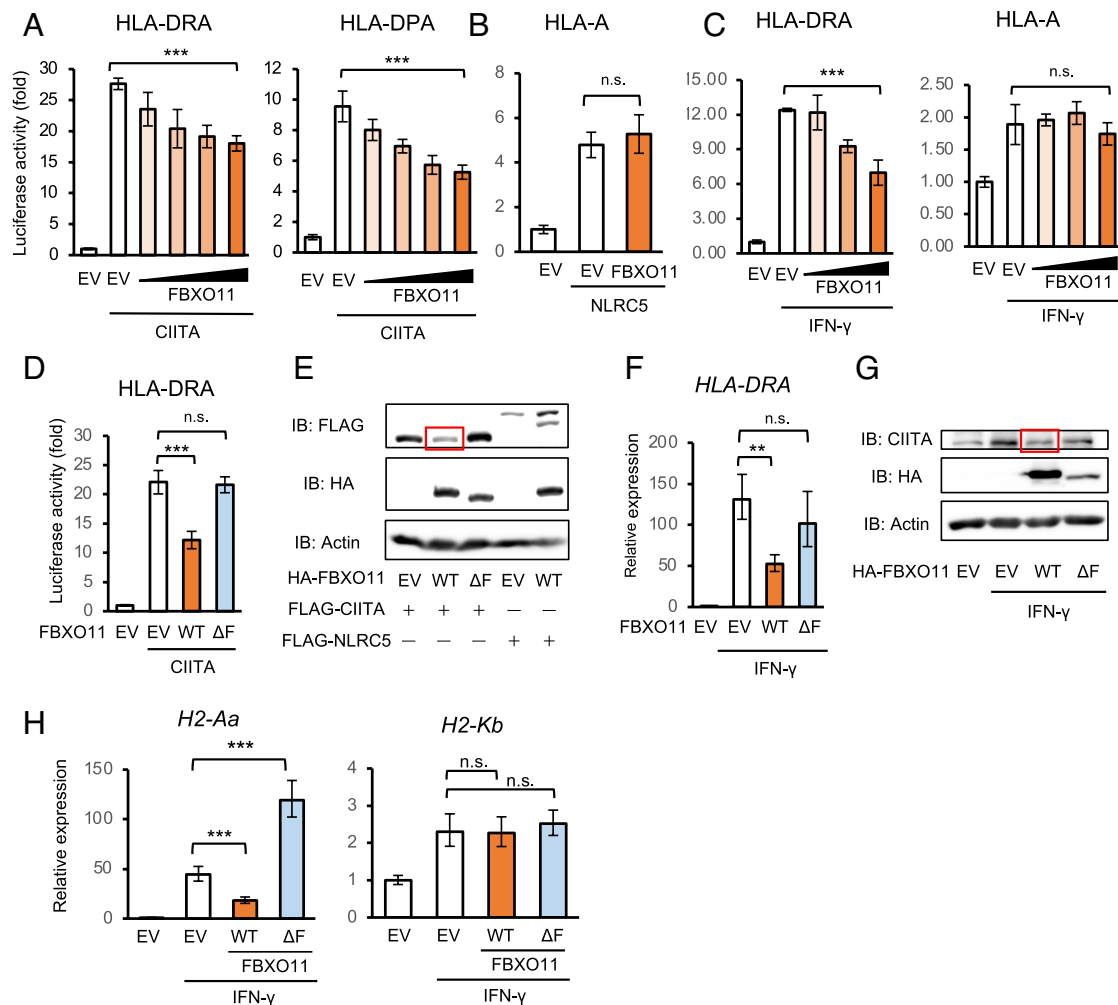 A
HLA-DRA
HLA-DPA
B
HLA-A
C
HLA-DRA
HLA-A
Luciferase activity (fold)
***
30
25
20
15
10
5
0
EV
EV
FBXO11
CIITA
***
12
10
8
6
4
2
0
EV
EV
FBXO11
CIITA
n.s.
8
6
4
2
0
EV
EV
FBXO11
NLRC5
***
15.00
12.00
9.00
6.00
3.00
0.00
EV
EV
FBXO11
IFN-γ
n.s.
2.50
2.00
1.50
1.00
0.50
0.00
EV
EV
FBXO11
IFN-γ
D
HLA-DRA
Luciferase activity (fold)
n.s.
***
30
25
20
15
10
5
0
FBXO11 EV EV WT ΔF
CIITA
E
IB: FLAG
IB: HA
IB: Actin
HA-FBXO11 EV WT ΔF EV WT
FLAG-CIITA + + + — —
FLAG-NLRC5 — — — + +
F
HLA-DRA
Relative expression
n.s.
**
200
150
100
50
0
FBXO11 EV EV WT ΔF
IFN-γ
G
IB: CIITA
IB: HA
IB: Actin
HA-FBXO11 EV EV WT ΔF
IFN-γ
H
H2-Aa
Relative expression
***
***
150
100
50
0
EV EV WT ΔF
FBXO11
IFN-γ
H2-Kb
n.s.
n.s.
4
3
2
1
0
EV EV WT ΔF
FBXO11
IFN-γ